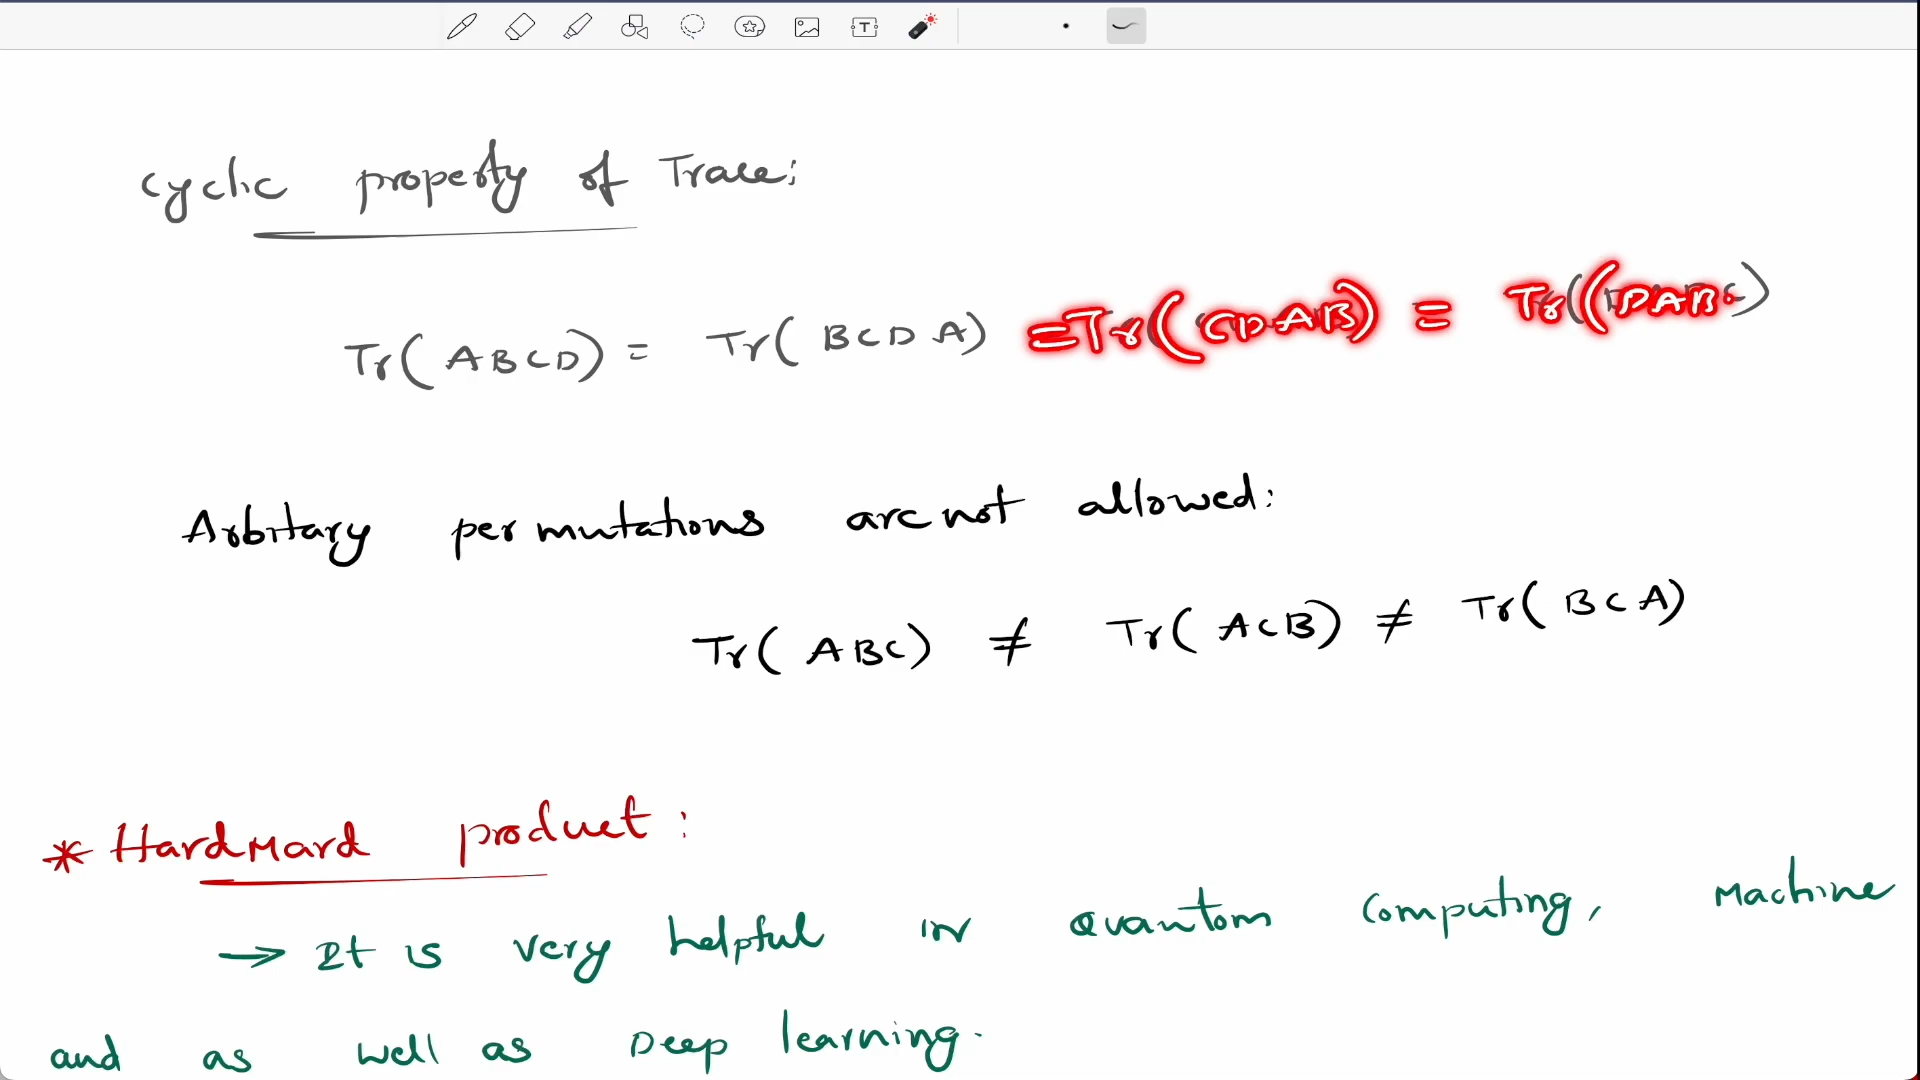 Cyclic property of Trace:
Tr(ABCD) = Tr(BCDA) = Tr(CDAB) = Tr(DABC)
Arbitary permutations are not allowed:
Tr(ABC) ≠ Tr(ACB) ≠ Tr(BCA)
* HardMard product:
→ It is very helpful in Quantom Computing, Machine
and as well as Deep learning.